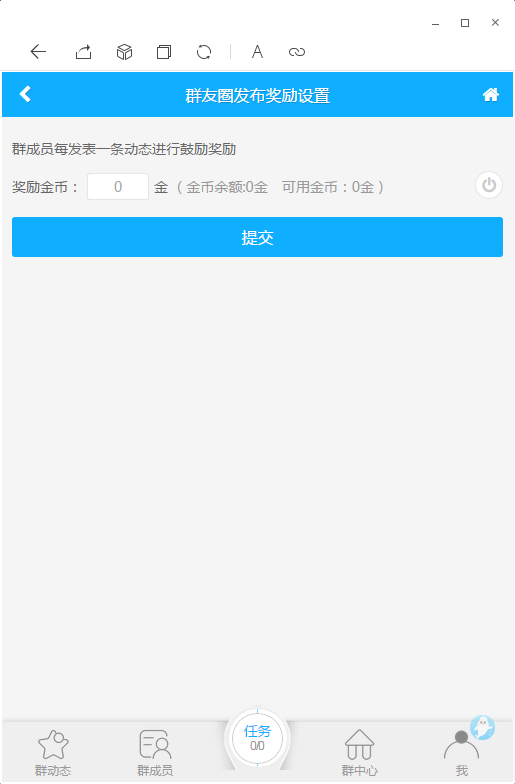 群友圈发布奖励设置
群成员每发表一条动态进行鼓励奖励
奖励金币： 0 金 ( 金币余额:0金 可用金币：0金 )
提交
任务
0/0
群动态 群成员 群中心 我